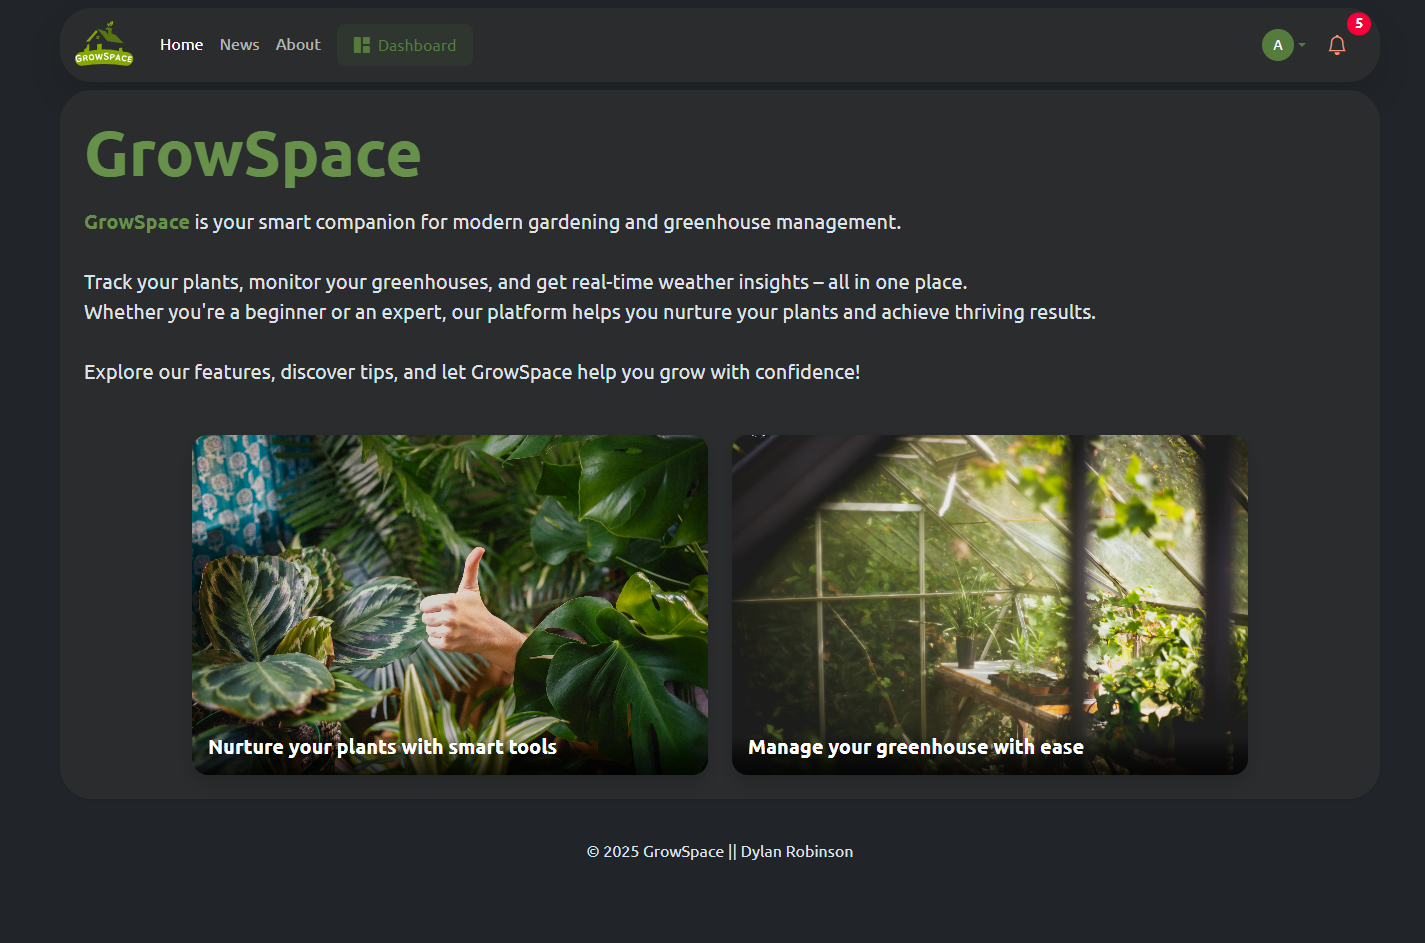 GROWSPACE
Home News About Dashboard A 5
GrowSpace
GrowSpace is your smart companion for modern gardening and greenhouse management.
Track your plants, monitor your greenhouses, and get real-time weather insights – all in one place.
Whether you're a beginner or an expert, our platform helps you nurture your plants and achieve thriving results.
Explore our features, discover tips, and let GrowSpace help you grow with confidence!
Nurture your plants with smart tools
Manage your greenhouse with ease
© 2025 GrowSpace || Dylan Robinson